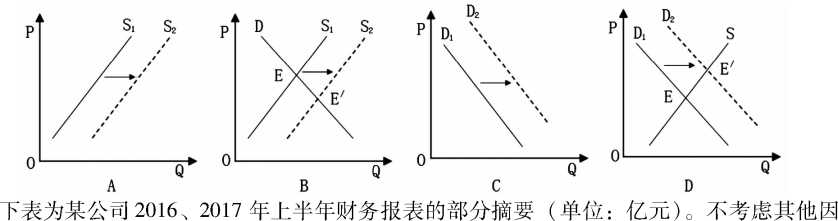 P S₁ S₂ 0 Q A
P D S₁ S₂ E E′ 0 Q B
P D₁ D₂ 0 Q C
P D₁ D₂ S E E′ 0 Q D
下表为某公司 2016、2017 年上半年财务报表的部分摘要（单位：亿元）。不考虑其他因